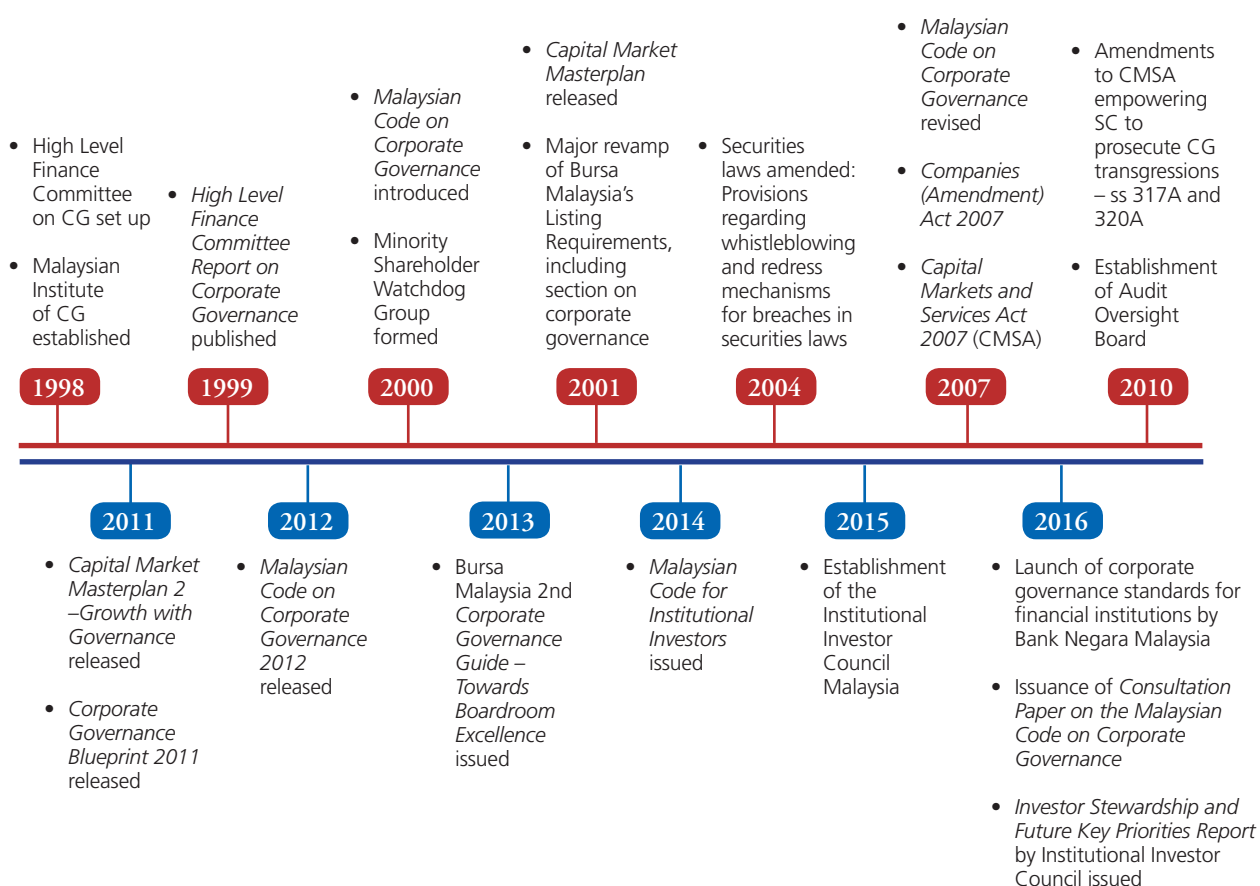 • High Level
Finance
Committee
on CG set up
• Malaysian
Institute
of CG
established
1998
• High Level
Finance
Committee
Report on
Corporate
Governance
published
1999
• Malaysian
Code on
Corporate
Governance
introduced
• Minority
Shareholder
Watchdog
Group
formed
2000
• Capital Market
Masterplan
released
• Major revamp
of Bursa
Malaysia’s
Listing
Requirements,
including
section on
corporate
governance
2001
• Securities
laws amended:
Provisions
regarding
whistleblowing
and redress
mechanisms
for breaches in
securities laws
2004
• Malaysian
Code on
Corporate
Governance
revised
• Companies
(Amendment)
Act 2007
• Capital
Markets and
Services Act
2007 (CMSA)
2007
• Amendments
to CMSA
empowering
SC to
prosecute CG
transgressions
– ss 317A and
320A
• Establishment
of Audit
Oversight
Board
2010
2011
• Capital Market
Masterplan 2
–Growth with
Governance
released
• Corporate
Governance
Blueprint 2011
released
2012
• Malaysian
Code on
Corporate
Governance
2012
released
2013
• Bursa
Malaysia 2nd
Corporate
Governance
Guide –
Towards
Boardroom
Excellence
issued
2014
• Malaysian
Code for
Institutional
Investors
issued
2015
• Establishment
of the
Institutional
Investor
Council
Malaysia
2016
• Launch of corporate
governance standards for
financial institutions by
Bank Negara Malaysia
• Issuance of Consultation
Paper on the Malaysian
Code on Corporate
Governance
• Investor Stewardship and
Future Key Priorities Report
by Institutional Investor
Council issued